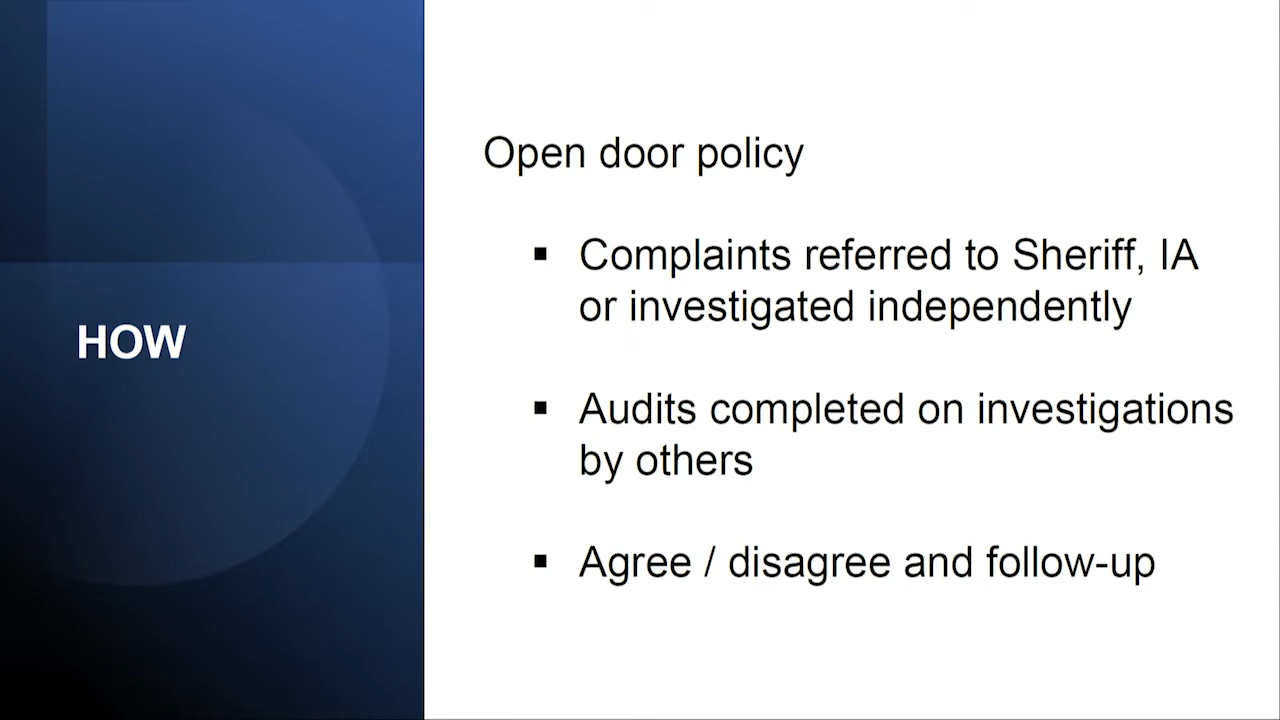 HOW
Open door policy
▪ Complaints referred to Sheriff, IA
or investigated independently
▪ Audits completed on investigations
by others
▪ Agree / disagree and follow-up